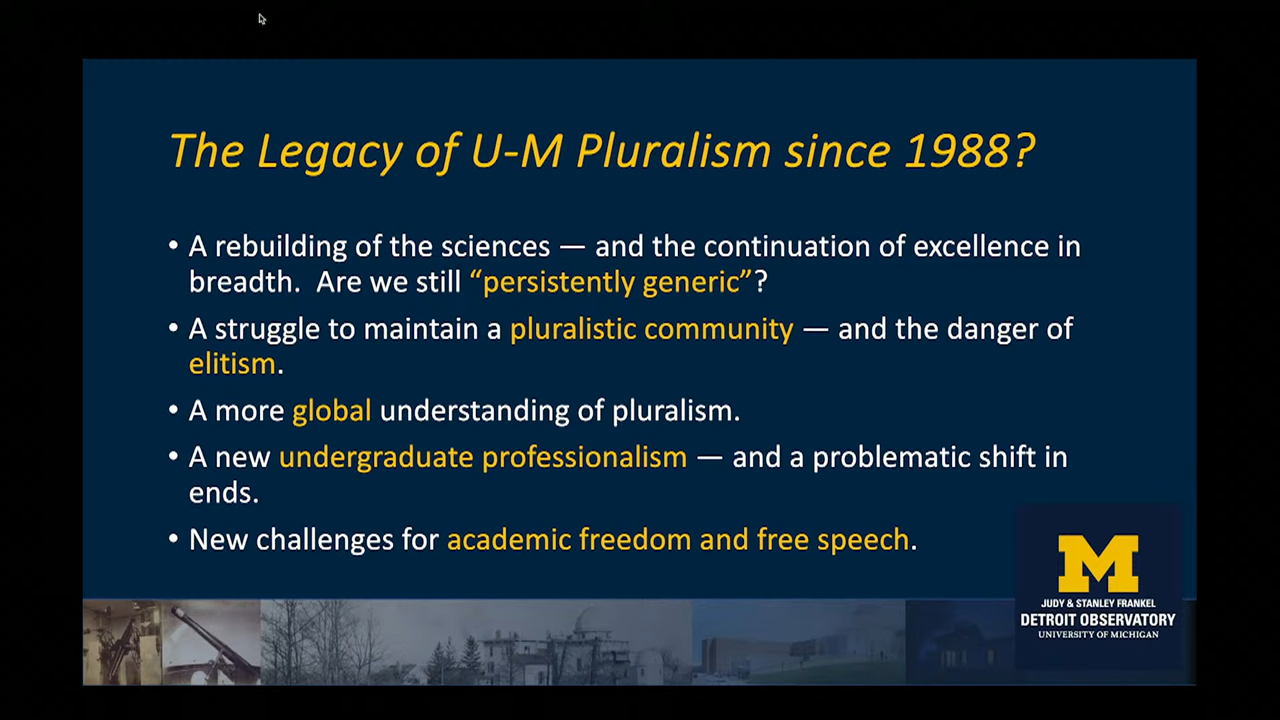 The Legacy of U-M Pluralism since 1988?
• A rebuilding of the sciences — and the continuation of excellence in
breadth.  Are we still “persistently generic”?
• A struggle to maintain a pluralistic community — and the danger of
elitism.
• A more global understanding of pluralism.
• A new undergraduate professionalism — and a problematic shift in
ends.
• New challenges for academic freedom and free speech.
M
JUDY & STANLEY FRANKEL
DETROIT OBSERVATORY
UNIVERSITY OF MICHIGAN